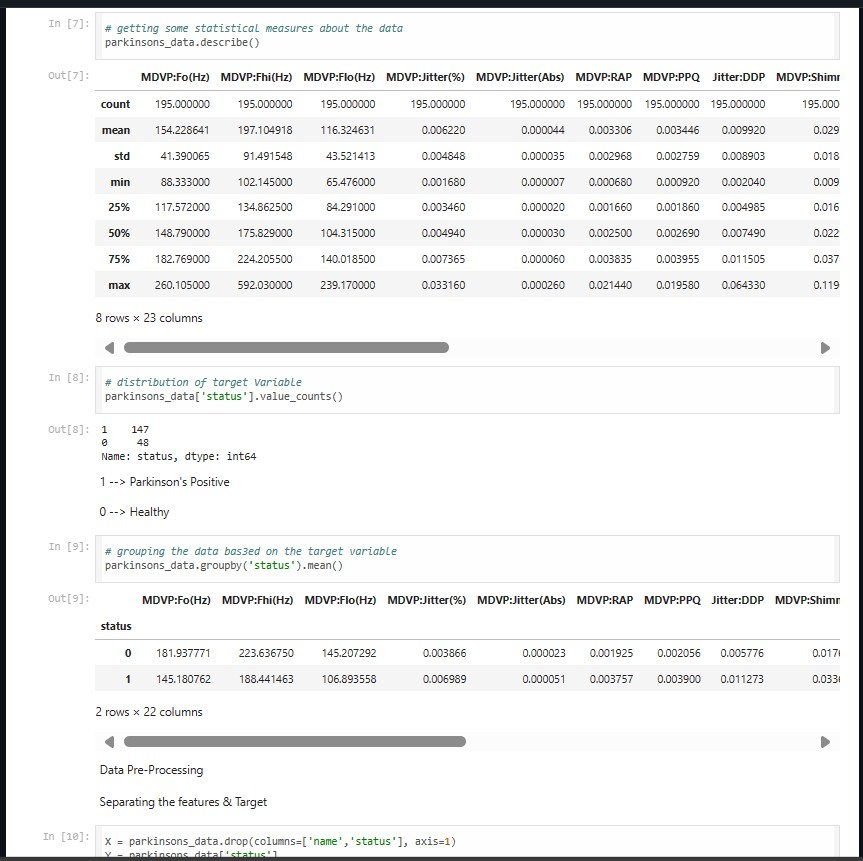 In [7]:
# getting some statistical measures about the data
parkinsons_data.describe()
Out[7]:
MDVP:Fo(Hz) MDVP:Fhi(Hz) MDVP:Flo(Hz) MDVP:Jitter(%) MDVP:Jitter(Abs) MDVP:RAP MDVP:PPQ Jitter:DDP MDVP:Shimm
count 195.000000 195.000000 195.000000 195.000000 195.000000 195.000000 195.000000 195.000000 195.000
mean 154.228641 197.104918 116.324631 0.006220 0.000044 0.003306 0.003446 0.009920 0.029
std 41.390065 91.491548 43.521413 0.004848 0.000035 0.002968 0.002759 0.008903 0.018
min 88.333000 102.145000 65.476000 0.001680 0.000007 0.000680 0.000920 0.002040 0.009
25% 117.572000 134.862500 84.291000 0.003460 0.000020 0.001660 0.001860 0.004985 0.016
50% 148.790000 175.829000 104.315000 0.004940 0.000030 0.002500 0.002690 0.007490 0.022
75% 182.769000 224.205500 140.018500 0.007365 0.000060 0.003835 0.003955 0.011505 0.037
max 260.105000 592.030000 239.170000 0.033160 0.000260 0.021440 0.019580 0.064330 0.119
8 rows × 23 columns
In [8]:
# distribution of target Variable
parkinsons_data['status'].value_counts()
Out[8]:
1    147
0     48
Name: status, dtype: int64
1 --> Parkinson's Positive
0 --> Healthy
In [9]:
# grouping the data bas3ed on the target variable
parkinsons_data.groupby('status').mean()
Out[9]:
MDVP:Fo(Hz) MDVP:Fhi(Hz) MDVP:Flo(Hz) MDVP:Jitter(%) MDVP:Jitter(Abs) MDVP:RAP MDVP:PPQ Jitter:DDP MDVP:Shimm
status
0 181.937771 223.636750 145.207292 0.003866 0.000023 0.001925 0.002056 0.005776 0.017
1 145.180762 188.441463 106.893558 0.006989 0.000051 0.003757 0.003900 0.011273 0.033
2 rows × 22 columns
Data Pre-Processing
Separating the features & Target
In [10]:
X = parkinsons_data.drop(columns=['name','status'], axis=1)
Y = parkinsons_data['status']